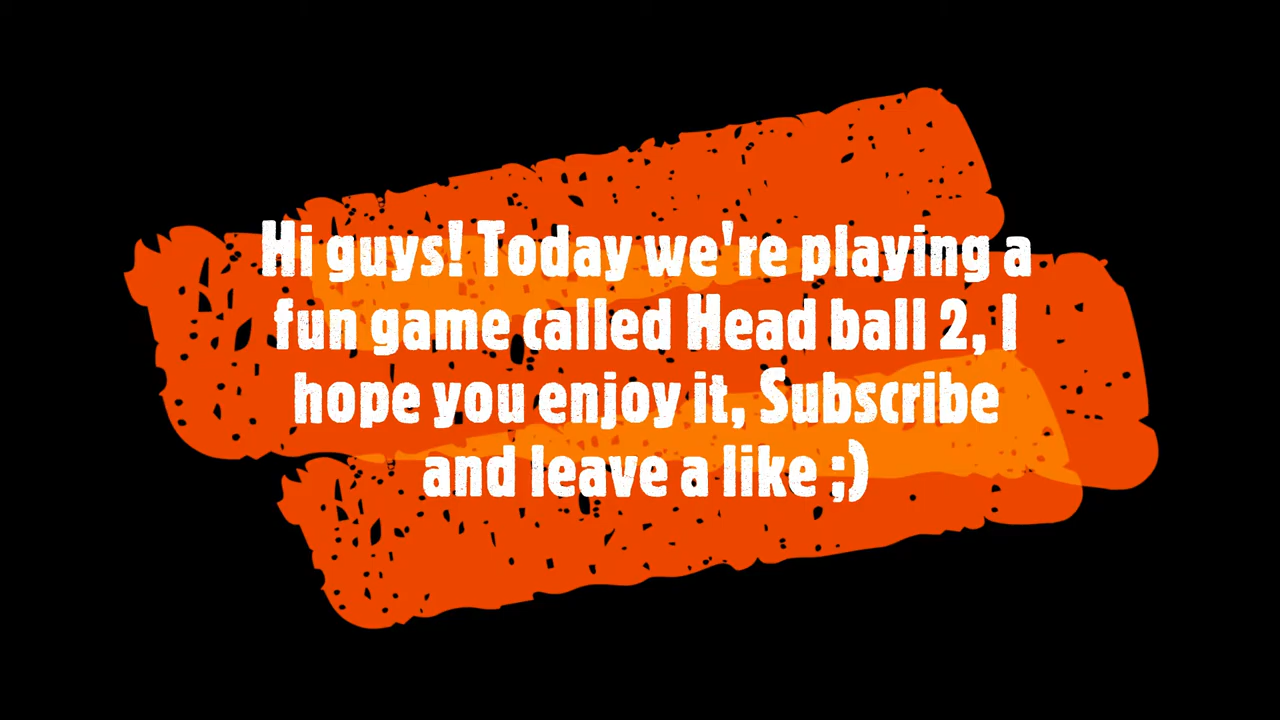 Hi guys! Today we're playing a
fun game called Head ball 2, I
hope you enjoy it, Subscribe
and leave a like ;)